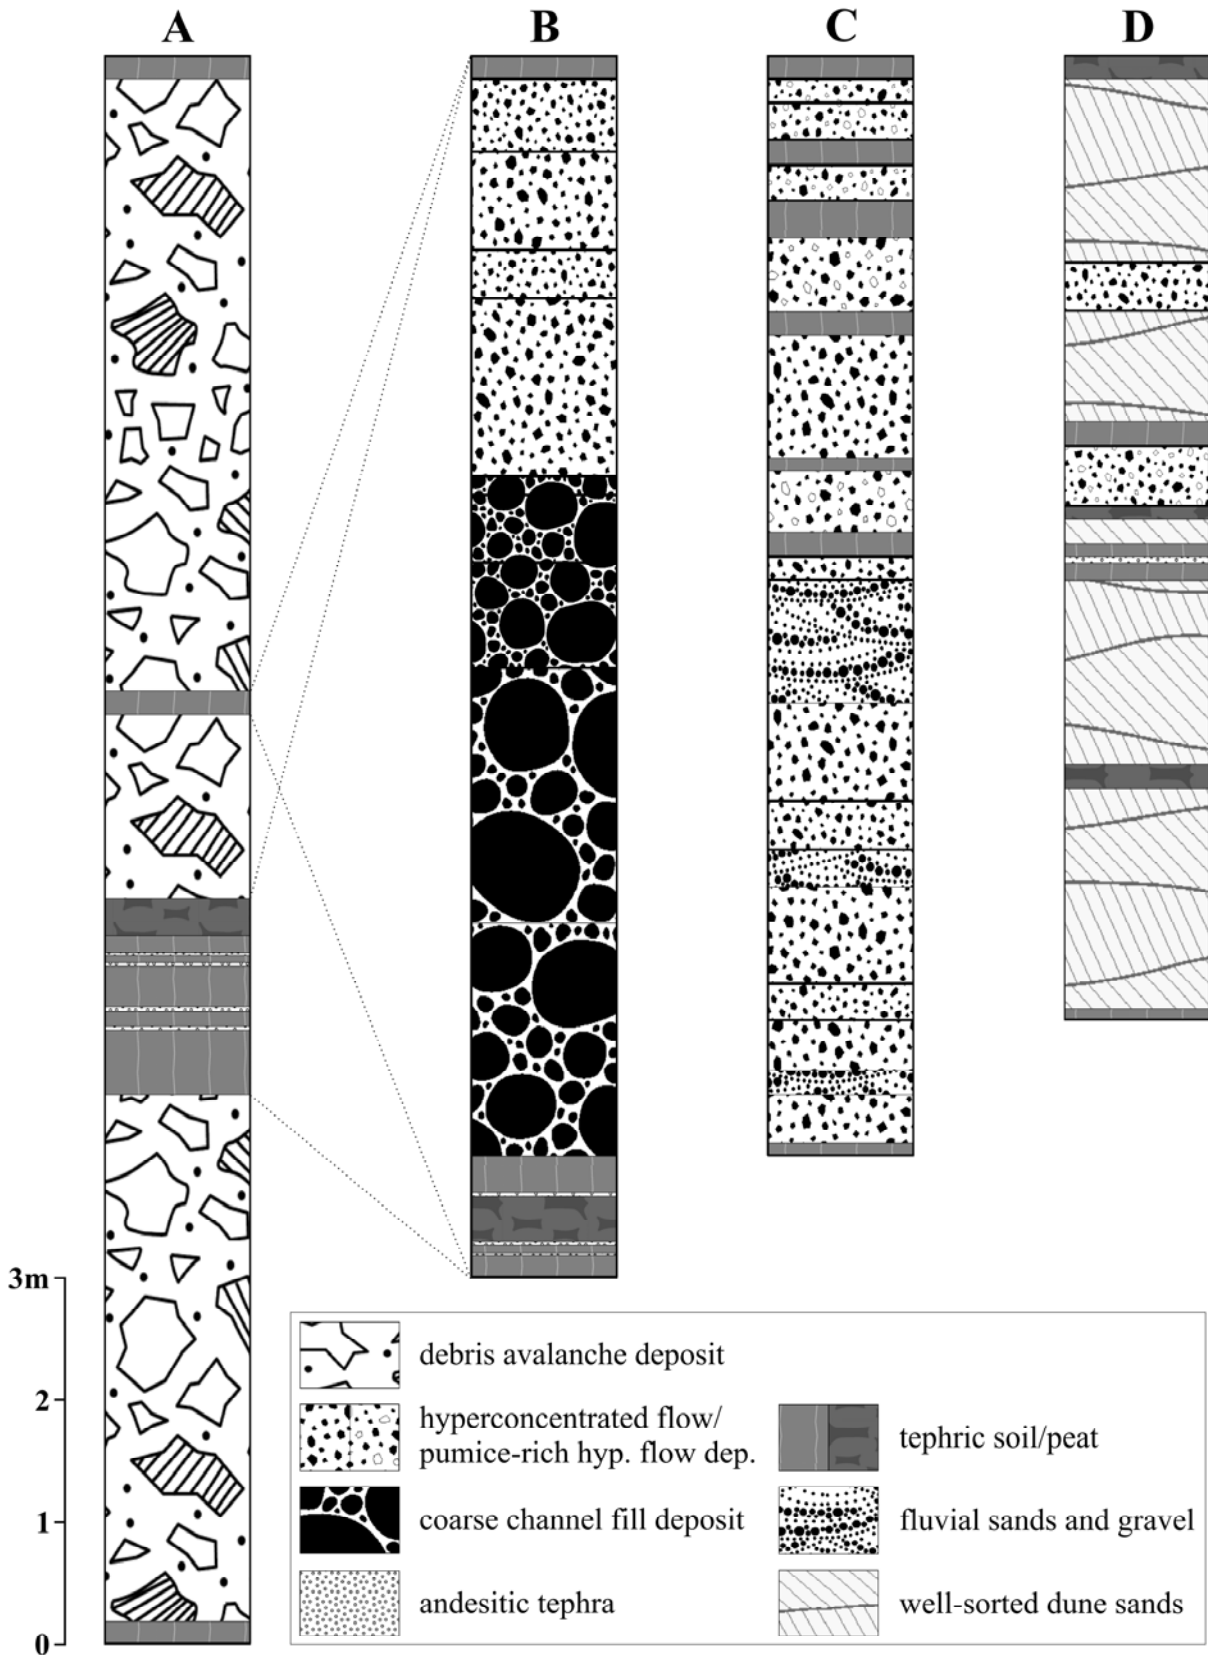 A
B
C
D
3m
2
1
0
debris avalanche deposit
hyperconcentrated flow/
pumice-rich hyp. flow dep.
coarse channel fill deposit
andesitic tephra
tephric soil/peat
fluvial sands and gravel
well-sorted dune sands